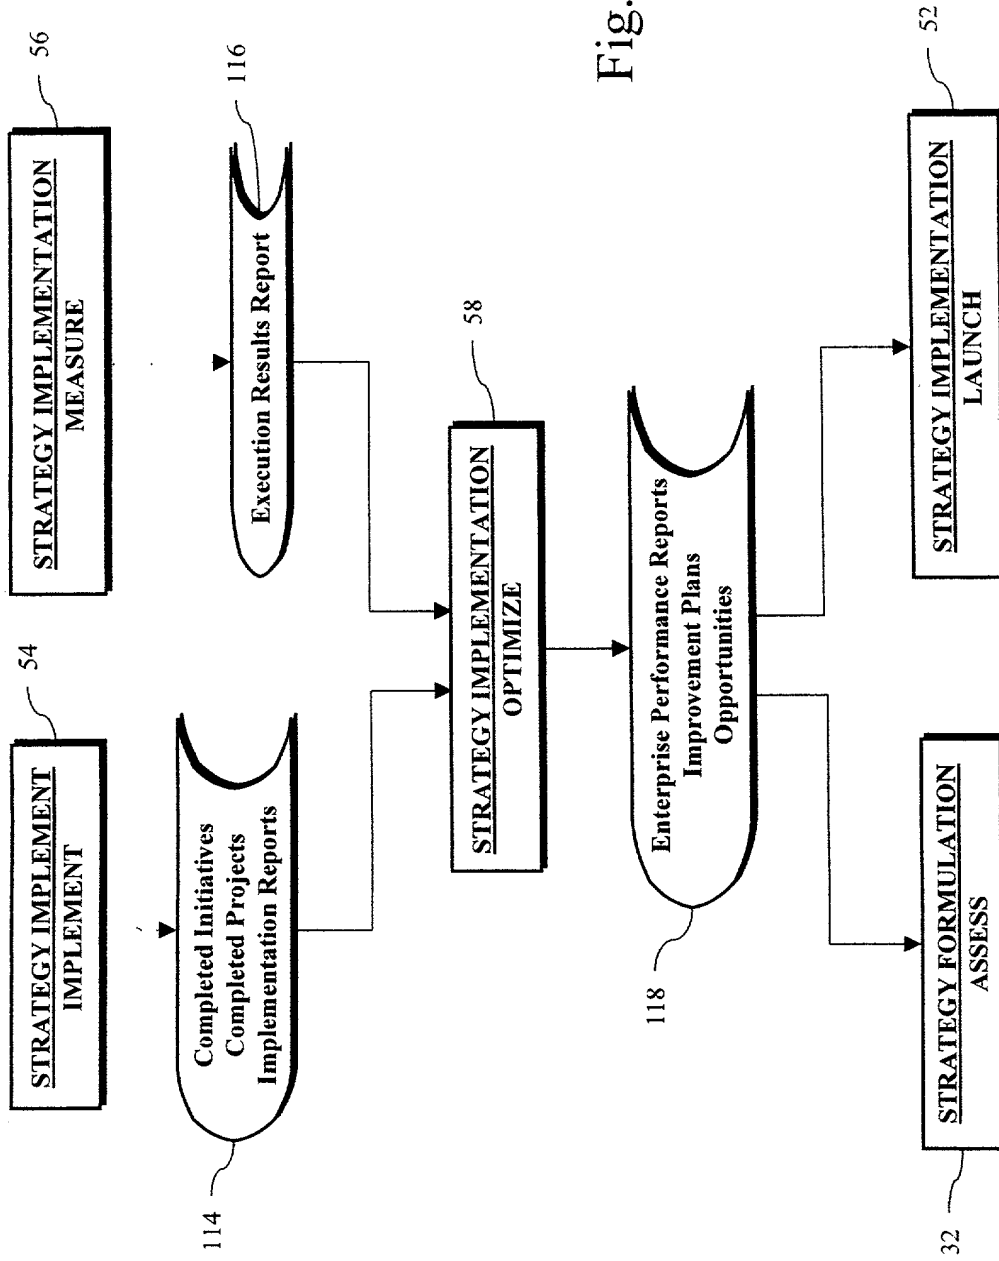 STRATEGY IMPLEMENT
IMPLEMENT
54
STRATEGY IMPLEMENTATION
MEASURE
56
Completed Initiatives
Completed Projects
Implementation Reports
114
Execution Results Report
116
STRATEGY IMPLEMENTATION
OPTIMIZE
58
Fig.
Enterprise Performance Reports
Improvement Plans
Opportunities
118
STRATEGY FORMULATION
ASSESS
32
STRATEGY IMPLEMENTATION
LAUNCH
52